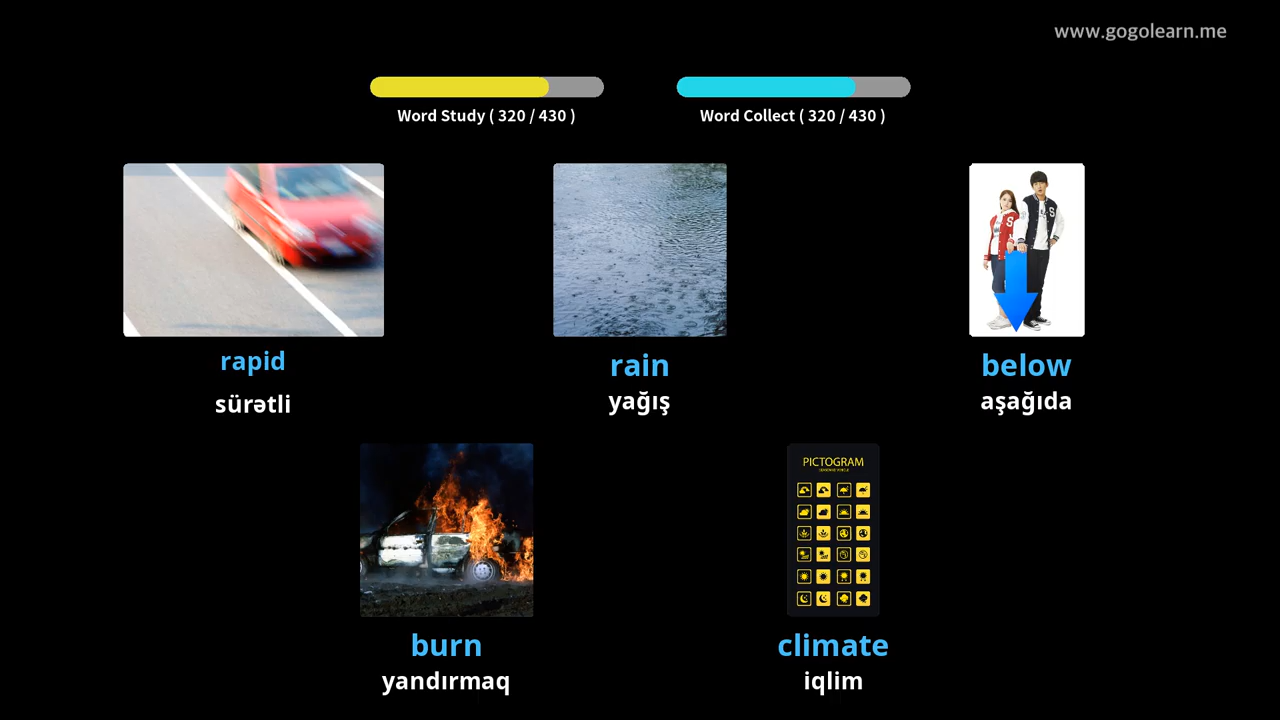 www.gogolearn.me
Word Study ( 320 / 430 )
Word Collect ( 320 / 430 )
rapid
sürətli
rain
yağış
below
aşağıda
PICTOGRAM
burn
yandırmaq
climate
iqlim